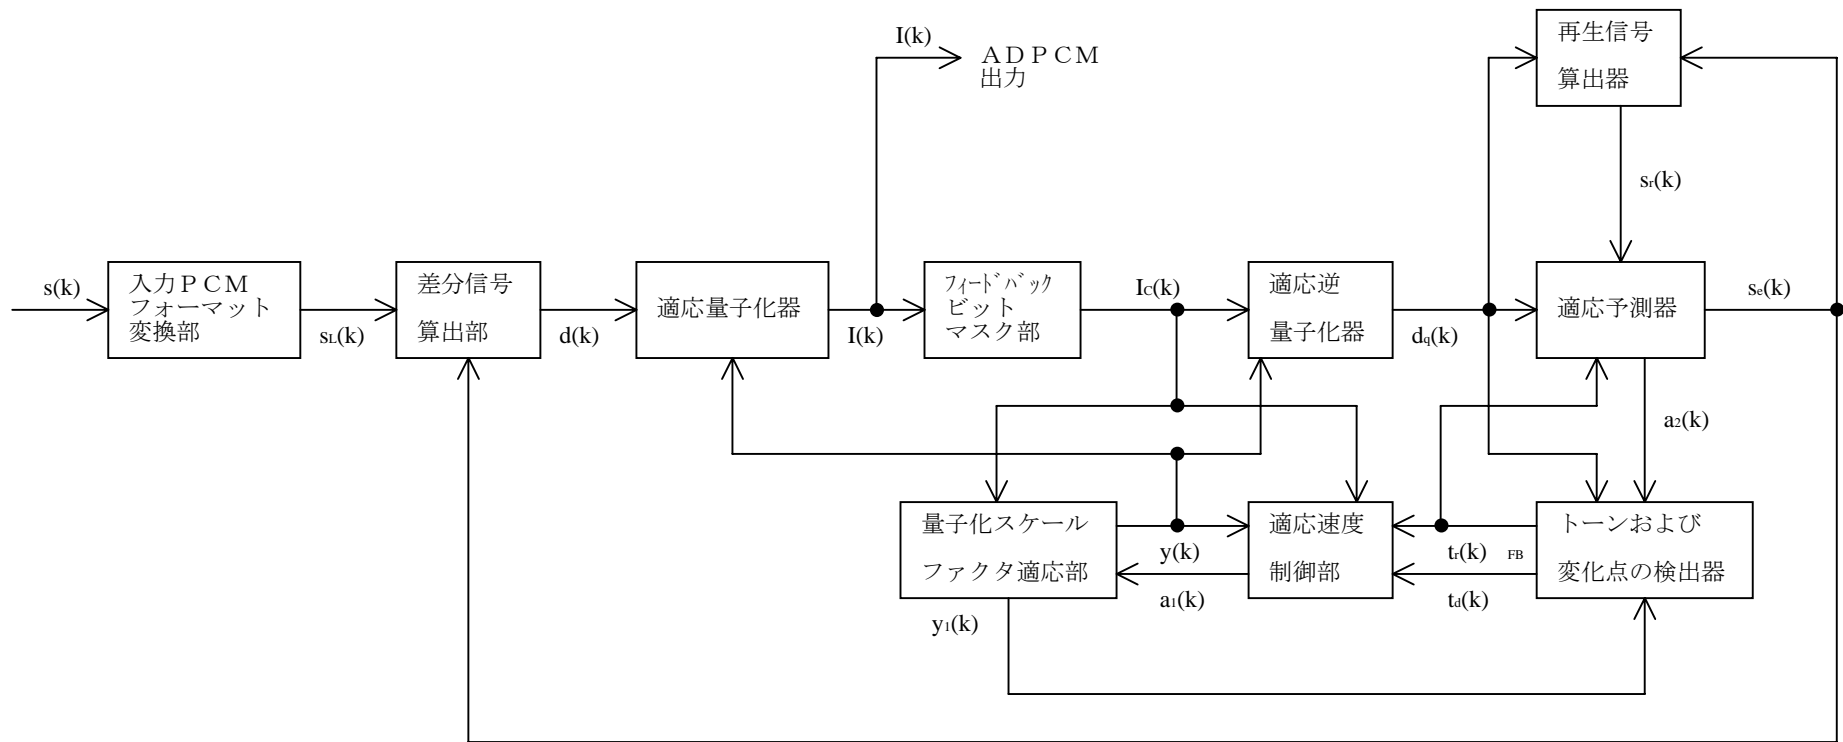 I(k)
ＡＤＰＣＭ
出力
再生信号
算出器
sr(k)
s(k)
入力ＰＣＭ
フォーマット
変換部
sL(k)
差分信号
算出部
d(k)
適応量子化器
I(k)
フィードバック
ビット
マスク部
IC(k)
適応逆
量子化器
dq(k)
適応予測器
se(k)
a2(k)
量子化スケール
ファクタ適応部
y(k)
a1(k)
y1(k)
適応速度
制御部
tr(k)
FB
td(k)
トーンおよび
変化点の検出器